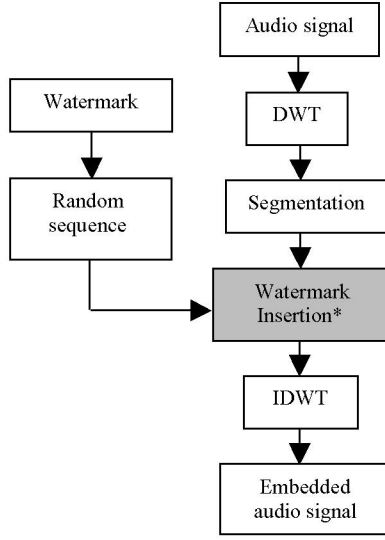 Audio signal
Watermark
DWT
Random
sequence
Segmentation
Watermark
Insertion*
IDWT
Embedded
audio signal